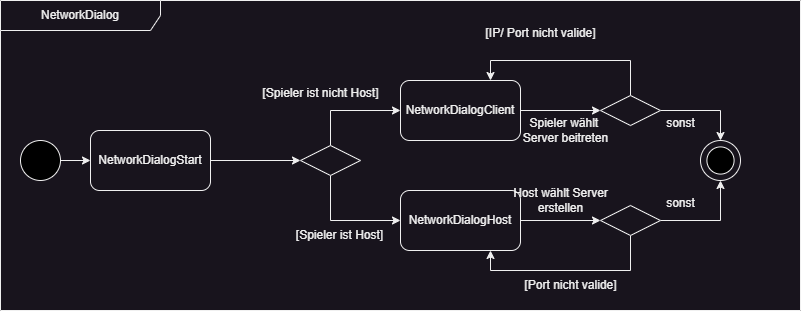 NetworkDialog
[IP/ Port nicht valide]
[Spieler ist nicht Host]
NetworkDialogClient
Spieler wählt
Server beitreten
sonst
NetworkDialogStart
Host wählt Server
erstellen
NetworkDialogHost
sonst
[Spieler ist Host]
[Port nicht valide]